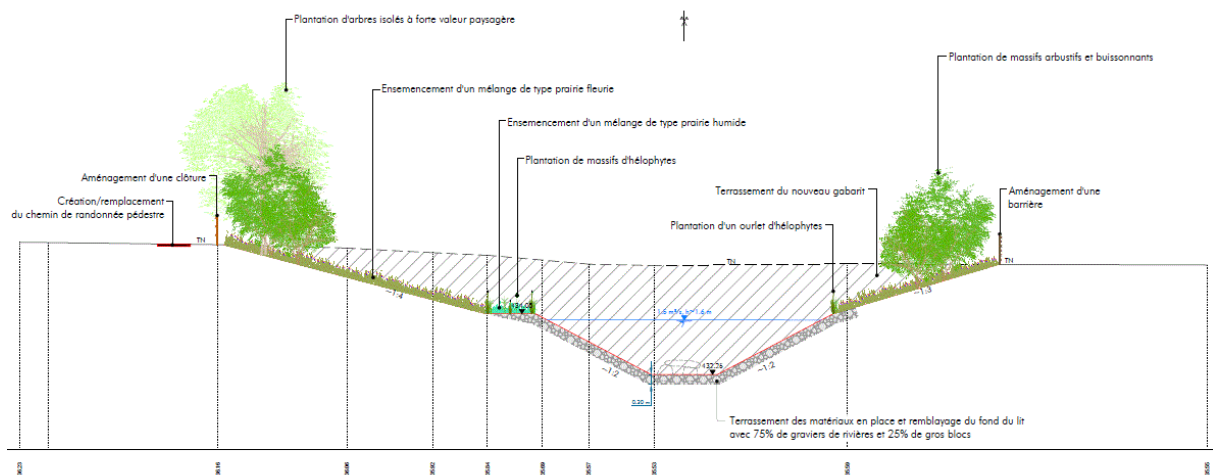 Plantation d'arbres isolés à forte valeur paysagère
Plantation de massifs arbustifs et buissonnants
Ensemencement d'un mélange de type prairie fleurie
Ensemencement d'un mélange de type prairie humide
Plantation de massifs d'hélophytes
Aménagement d'une clôture
Création/remplacement
du chemin de randonnée pédestre
Terrassement du nouveau gabarit
Aménagement d'une
barrière
Plantation d'un ourlet d'hélophytes
TN
TN
TN
~1:4
~1:3
~1:2
~1:2
432.26
0.30 m
Terrassement des matériaux en place et remblayage du fond du lit
avec 75% de graviers de rivières et 25% de gros blocs